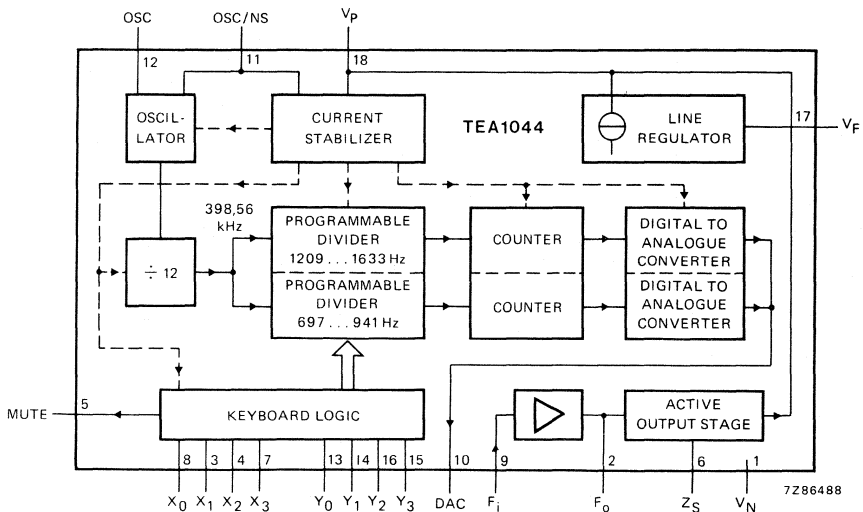 OSC OSC/NS V_P
12 11 18
OSCIL-
LATOR
CURRENT
STABILIZER
TEA1044
LINE
REGULATOR
17
V_F
398,56
kHz
÷ 12
PROGRAMMABLE
DIVIDER
1209 . . . 1633 Hz
PROGRAMMABLE
DIVIDER
697 . . . 941 Hz
COUNTER
COUNTER
DIGITAL TO
ANALOGUE
CONVERTER
DIGITAL TO
ANALOGUE
CONVERTER
MUTE
5
KEYBOARD LOGIC
ACTIVE
OUTPUT STAGE
8 3 4 7 13 14 16 15 10 9 2 6 1
X0 X1 X2 X3 Y0 Y1 Y2 Y3 DAC Fi Fo ZS VN
7Z86488